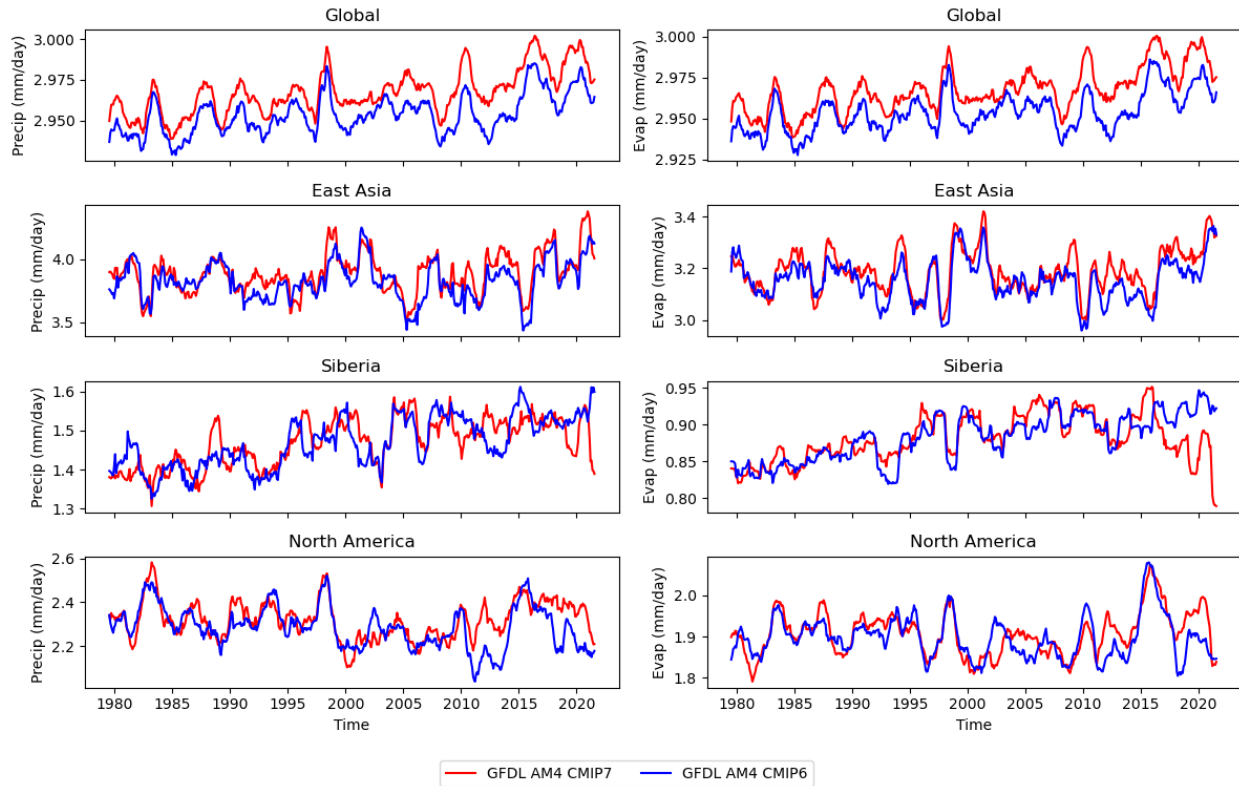 Global
Precip (mm/day)
3.000
2.975
2.950
Global
Evap (mm/day)
3.000
2.975
2.950
2.925
East Asia
Precip (mm/day)
4.0
3.5
East Asia
Evap (mm/day)
3.4
3.2
3.0
Siberia
Precip (mm/day)
1.6
1.5
1.4
1.3
Siberia
Evap (mm/day)
0.95
0.90
0.85
0.80
North America
Precip (mm/day)
2.6
2.4
2.2
1980 1985 1990 1995 2000 2005 2010 2015 2020
Time
North America
Evap (mm/day)
2.0
1.9
1.8
1980 1985 1990 1995 2000 2005 2010 2015 2020
Time
GFDL AM4 CMIP7 GFDL AM4 CMIP6